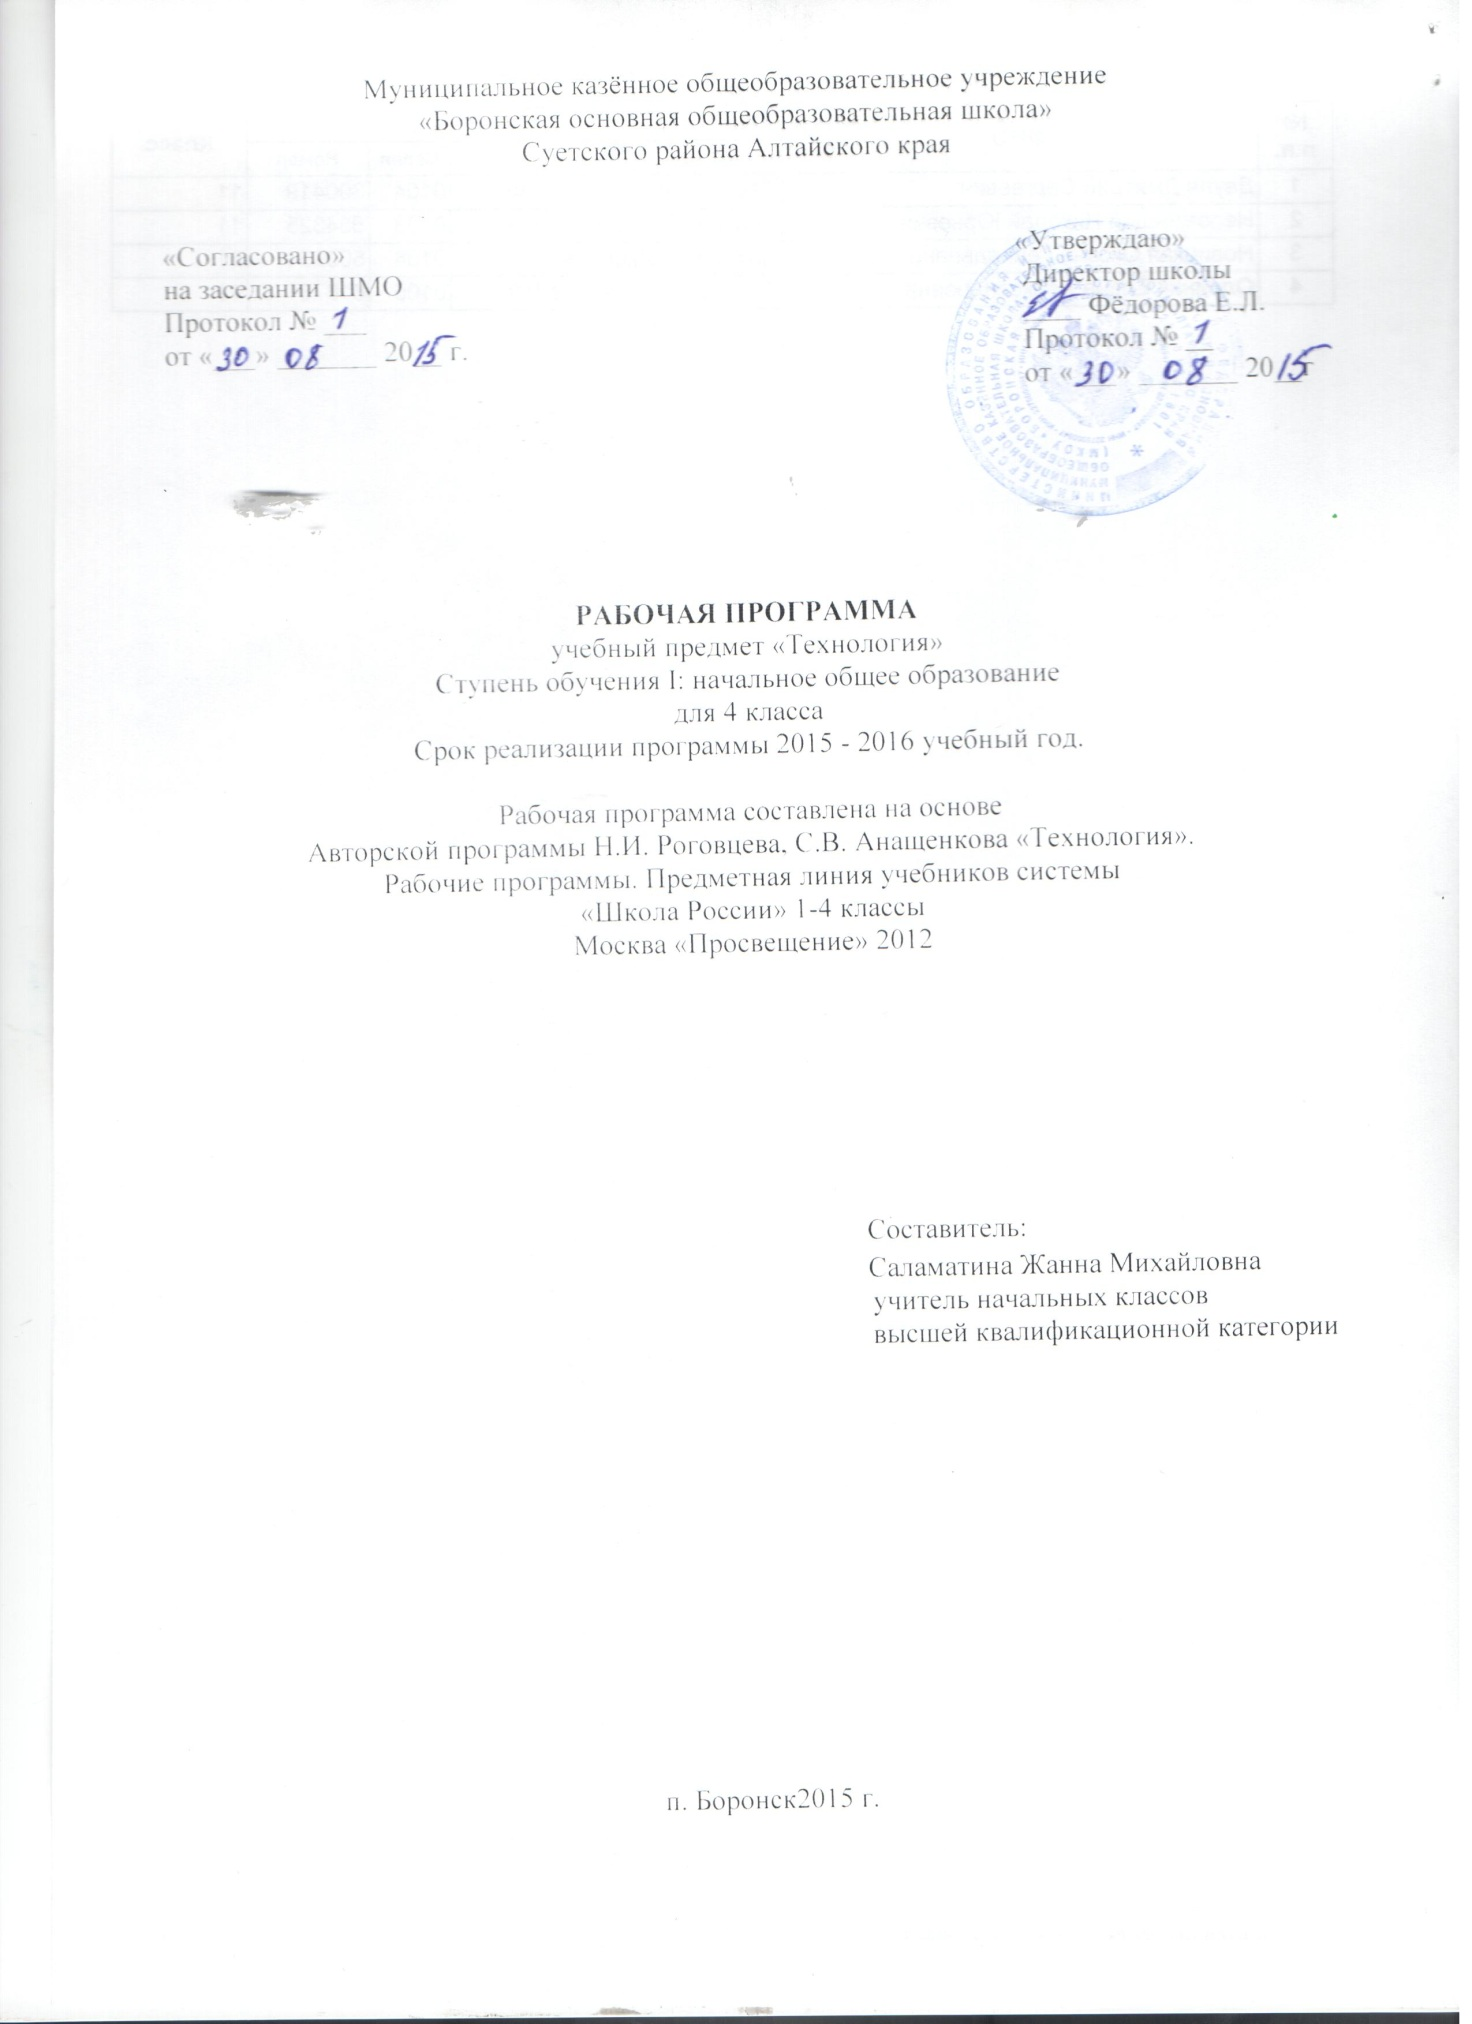 Муниципальное казённое общеобразовательное учреждение
«Боронская основная общеобразовательная школа»
Суетского района Алтайского края
«Согласовано»
на заседании ШМО
Протокол № 1
от «30» 08 2015 г.
«Утверждаю»
Директор школы
Фёдорова Е.Л.
Протокол № 1
от «30» 08 2015 г
РАБОЧАЯ ПРОГРАММА
учебный предмет «Технология»
Ступень обучения I: начальное общее образование
для 4 класса
Срок реализации программы 2015 - 2016 учебный год.
Рабочая программа составлена на основе
Авторской программы Н.И. Роговцева, С.В. Анащенкова «Технология».
Рабочие программы. Предметная линия учебников системы
«Школа России» 1-4 классы
Москва «Просвещение» 2012
Составитель:
Саламатина Жанна Михайловна
учитель начальных классов
высшей квалификационной категории
п. Боронск2015 г.